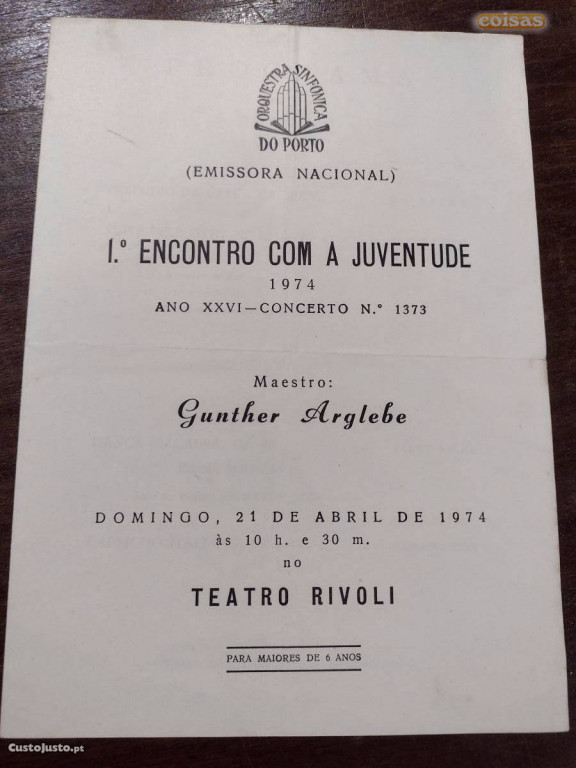 coisas
ORQUESTRA SINFONICA
DO PORTO
(EMISSORA NACIONAL)
1.º ENCONTRO COM A JUVENTUDE
1974
ANO XXVI—CONCERTO N.º 1373
Maestro:
Gunther Arglebe
DOMINGO, 21 DE ABRIL DE 1974
às 10 h. e 30 m.
no
TEATRO RIVOLI
PARA MAIORES DE 6 ANOS
CustoJusto.pt